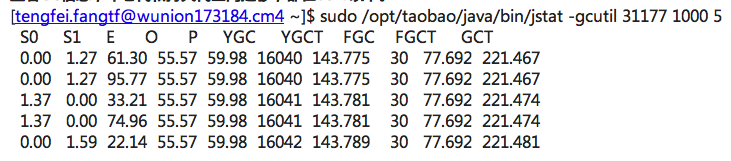 [tengfei.fangtf@wunion173184.cm4 ~]$ sudo /opt/taobao/java/bin/jstat -gcutil 31177 1000 5
S0 S1 E O P YGC YGCT FGC FGCT GCT
0.00 1.27 61.30 55.57 59.98 16040 143.775 30 77.692 221.467
0.00 1.27 95.77 55.57 59.98 16040 143.775 30 77.692 221.467
1.37 0.00 33.21 55.57 59.98 16041 143.781 30 77.692 221.474
1.37 0.00 74.96 55.57 59.98 16041 143.781 30 77.692 221.474
0.00 1.59 22.14 55.57 59.98 16042 143.789 30 77.692 221.481